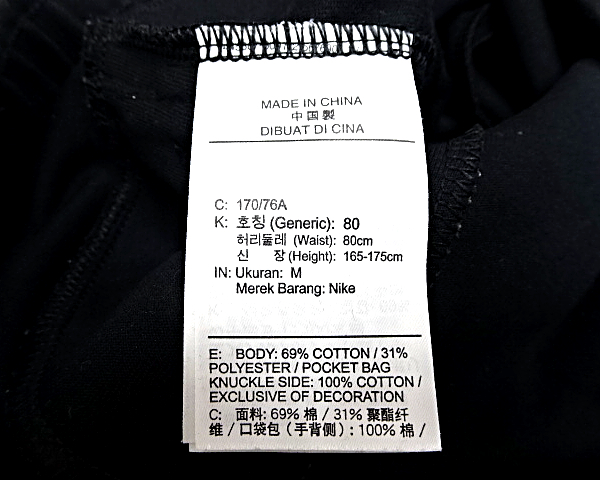 MADE IN CHINA
中国製
DIBUAT DI CINA
C: 170/76A
K: 호칭 (Generic): 80
허리둘레 (Waist): 80cm
신 장 (Height): 165-175cm
IN: Ukuran: M
Merek Barang: Nike
E: BODY: 69% COTTON / 31%
POLYESTER / POCKET BAG
KNUCKLE SIDE: 100% COTTON /
EXCLUSIVE OF DECORATION
C: 面料: 69% 棉 / 31% 聚酯纤
维 / 口袋包 (手背侧) : 100% 棉 /